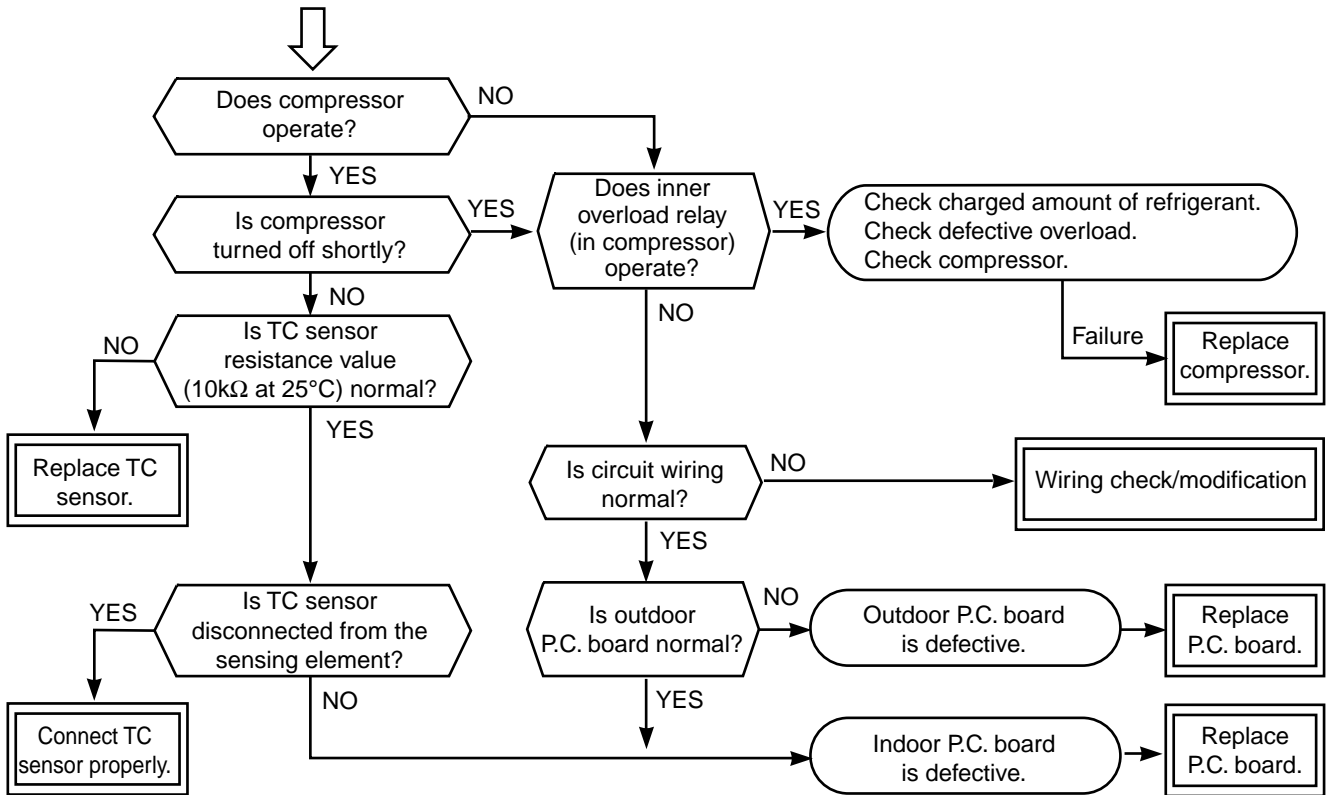 Does compressor
operate?
NO
YES
Is compressor
turned off shortly?
YES
Does inner
overload relay
(in compressor)
operate?
YES
Check charged amount of refrigerant.
Check defective overload.
Check compressor.
NO
NO
Failure
Replace
compressor.
Is TC sensor
resistance value
(10kΩ at 25°C) normal?
NO
YES
Replace TC
sensor.
Is circuit wiring
normal?
NO
Wiring check/modification
YES
Is TC sensor
disconnected from the
sensing element?
YES
NO
Is outdoor
P.C. board normal?
NO
Outdoor P.C. board
is defective.
Replace
P.C. board.
YES
Connect TC
sensor properly.
Indoor P.C. board
is defective.
Replace
P.C. board.